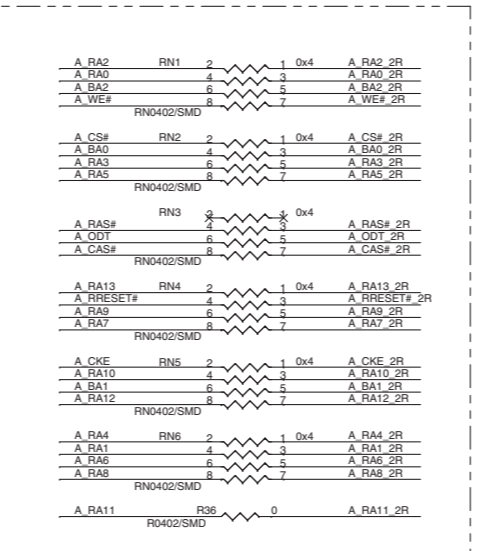 A_RA2 RN1 2 1 0x4 A_RA2_2R
A_RA0 4 3 A_RA0_2R
A_BA2 6 5 A_BA2_2R
A_WE# 8 7 A_WE#_2R
RN0402/SMD
A_CS# RN2 2 1 0x4 A_CS#_2R
A_BA0 4 3 A_BA0_2R
A_RA3 6 5 A_RA3_2R
A_RA5 8 7 A_RA5_2R
RN0402/SMD
RN3 2 1 0x4
A_RAS# 4 3 A_RAS#_2R
A_ODT 6 5 A_ODT_2R
A_CAS# 8 7 A_CAS#_2R
RN0402/SMD
A_RA13 RN4 2 1 0x4 A_RA13_2R
A_RRESET# 4 3 A_RRESET#_2R
A_RA9 6 5 A_RA9_2R
A_RA7 8 7 A_RA7_2R
RN0402/SMD
A_CKE RN5 2 1 0x4 A_CKE_2R
A_RA10 4 3 A_RA10_2R
A_BA1 6 5 A_BA1_2R
A_RA12 8 7 A_RA12_2R
RN0402/SMD
A_RA4 RN6 2 1 0x4 A_RA4_2R
A_RA1 4 3 A_RA1_2R
A_RA6 6 5 A_RA6_2R
A_RA8 8 7 A_RA8_2R
RN0402/SMD
A_RA11 R36 0 A_RA11_2R
R0402/SMD